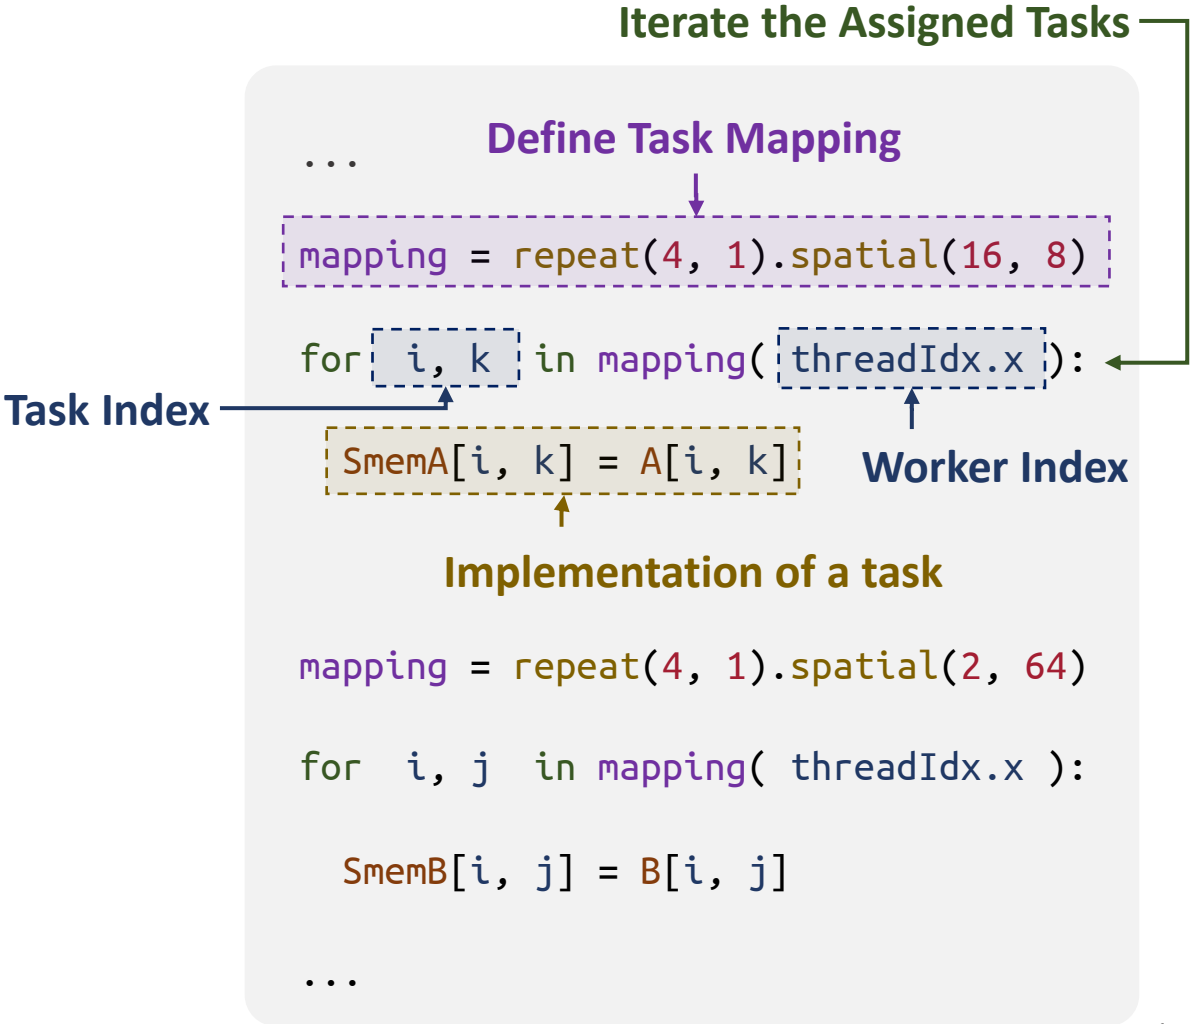 Iterate the Assigned Tasks
Define Task Mapping
...
mapping = repeat(4, 1).spatial(16, 8)
for i, k in mapping( threadIdx.x ):
Task Index
SmemA[i, k] = A[i, k]
Worker Index
Implementation of a task
mapping = repeat(4, 1).spatial(2, 64)
for i, j in mapping( threadIdx.x ):
SmemB[i, j] = B[i, j]
...